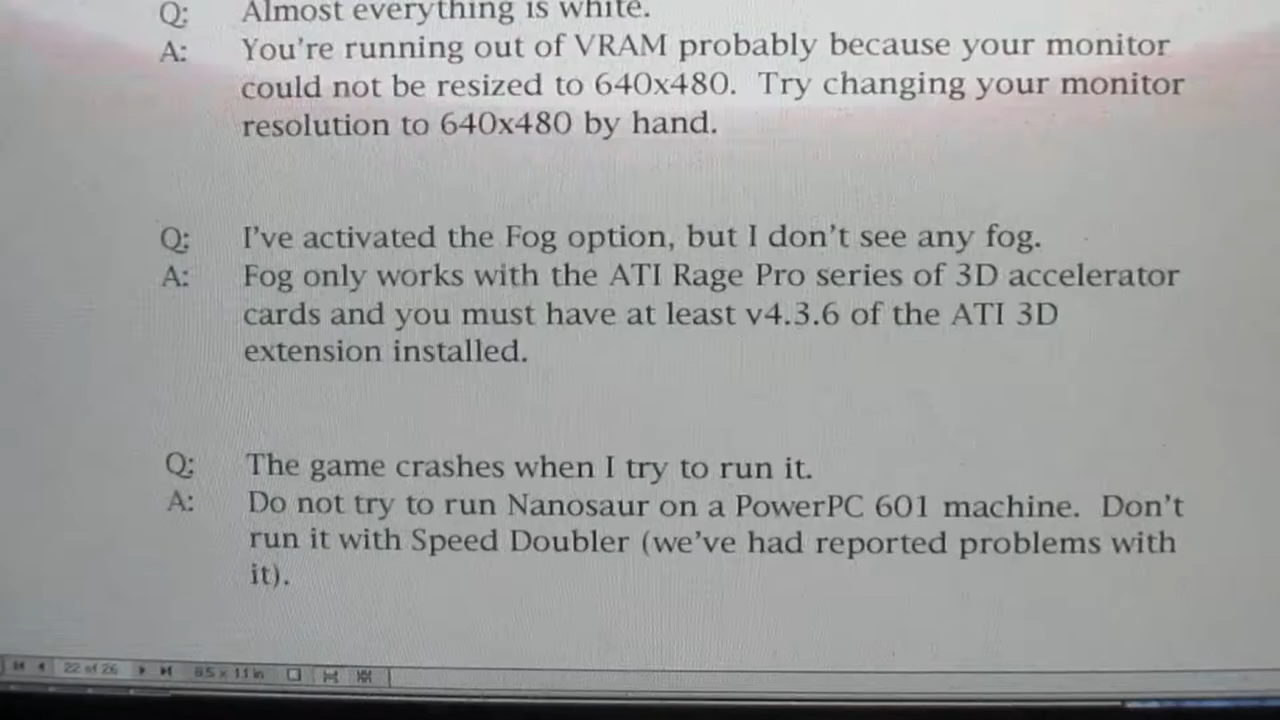 Q: Almost everything is white.
A: You're running out of VRAM probably because your monitor
could not be resized to 640x480. Try changing your monitor
resolution to 640x480 by hand.
Q: I've activated the Fog option, but I don't see any fog.
A: Fog only works with the ATI Rage Pro series of 3D accelerator
cards and you must have at least v4.3.6 of the ATI 3D
extension installed.
Q: The game crashes when I try to run it.
A: Do not try to run Nanosaur on a PowerPC 601 machine. Don't
run it with Speed Doubler (we've had reported problems with
it).
22 of 26 8.5 x 11 in